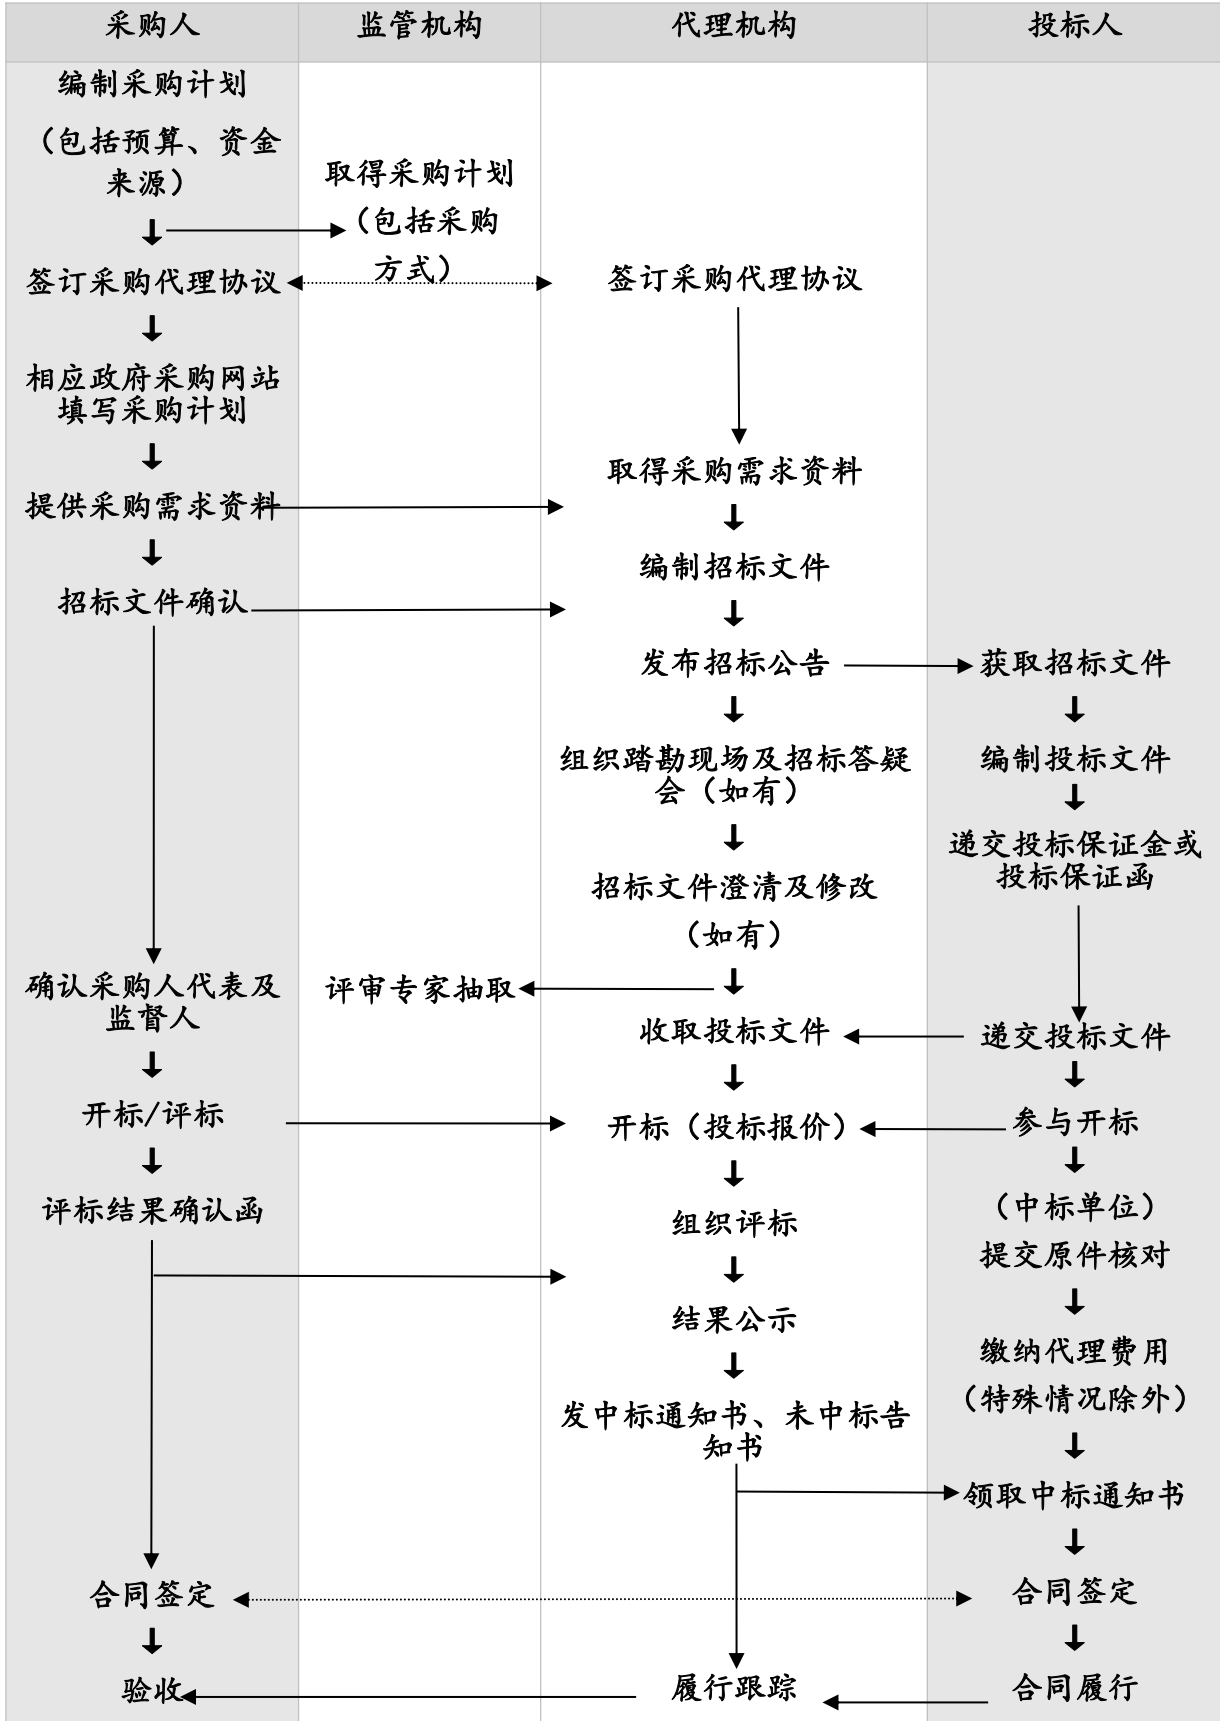 采购人
监管机构
代理机构
投标人
编制采购计划
（包括预算、资金
来源）
签订采购代理协议
相应政府采购网站
填写采购计划
提供采购需求资料
招标文件确认
确认采购人代表及
监督人
开标/评标
评标结果确认函
合同签定
验收
取得采购计划
（包括采购
方式）
评审专家抽取
签订采购代理协议
取得采购需求资料
编制招标文件
发布招标公告
组织踏勘现场及招标答疑
会（如有）
招标文件澄清及修改
（如有）
收取投标文件
开标（投标报价）
组织评标
结果公示
发中标通知书、未中标告
知书
履行跟踪
获取招标文件
编制投标文件
递交投标保证金或
投标保证函
递交投标文件
参与开标
（中标单位）
提交原件核对
缴纳代理费用
（特殊情况除外）
领取中标通知书
合同签定
合同履行